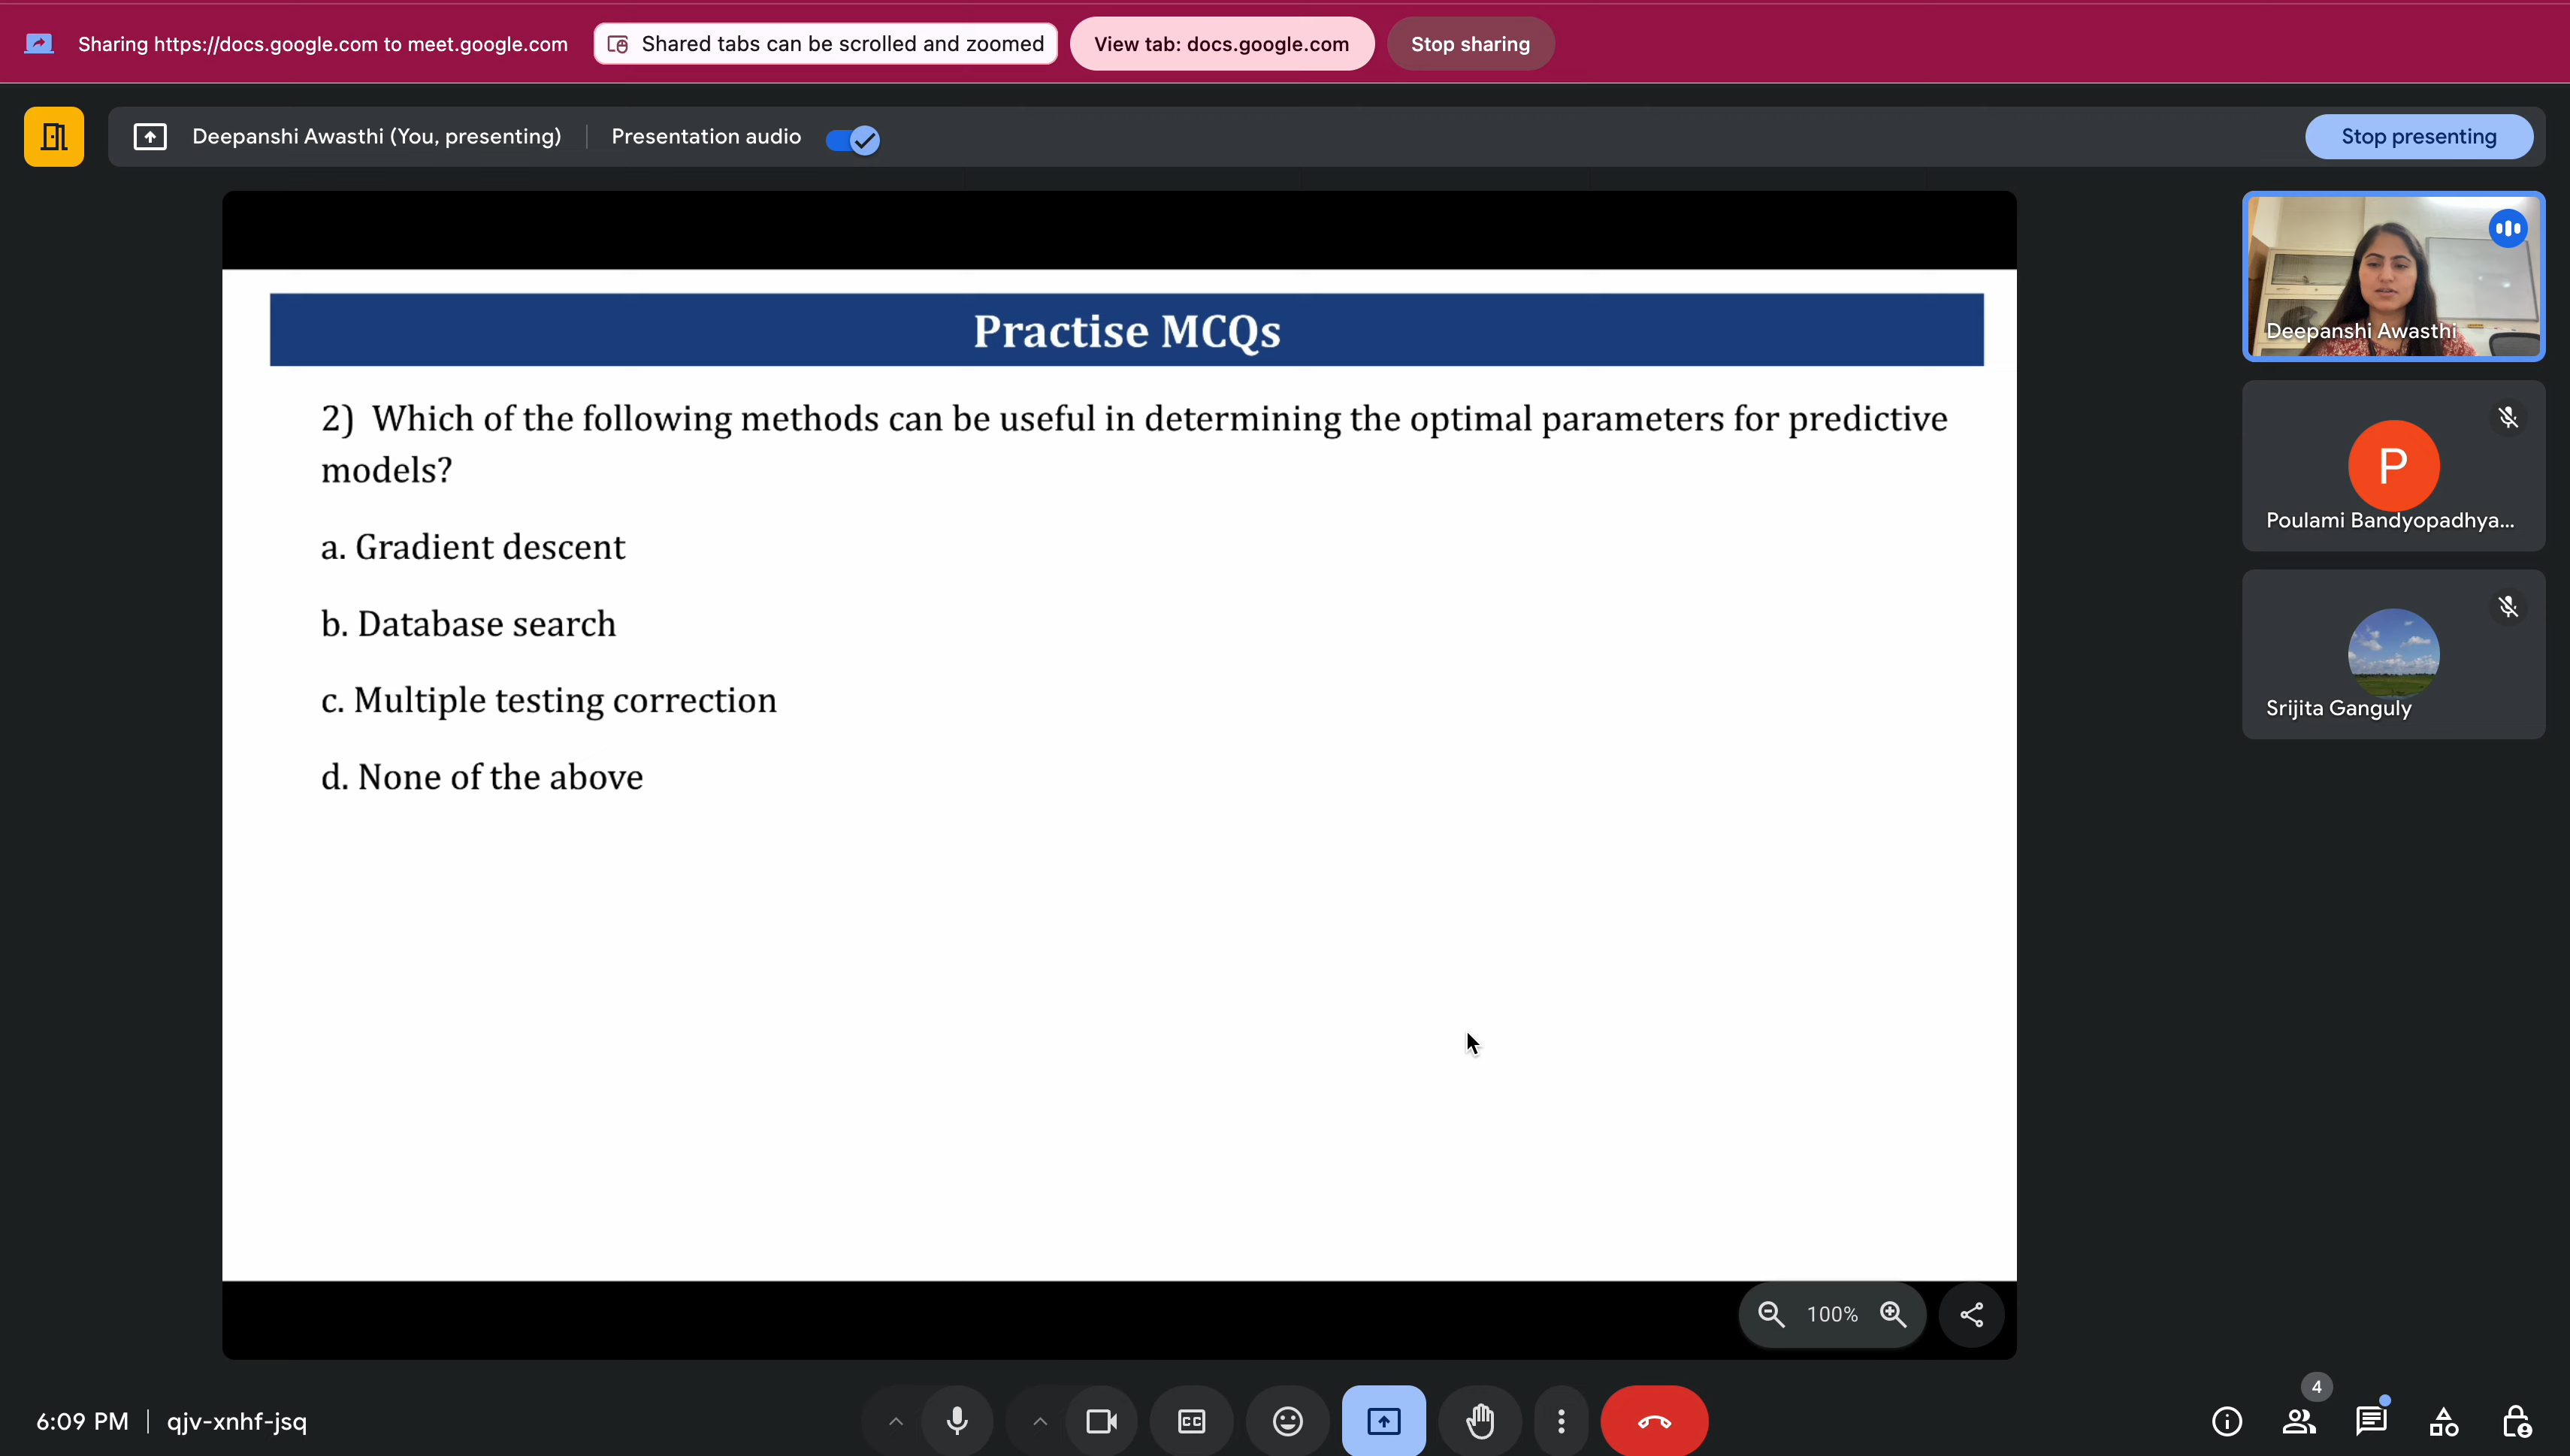 Sharing https://docs.google.com to meet.google.com
Shared tabs can be scrolled and zoomed
View tab: docs.google.com
Stop sharing
Deepanshi Awasthi (You, presenting)
Presentation audio
Stop presenting
Practise MCQs
2) Which of the following methods can be useful in determining the optimal parameters for predictive
models?
a. Gradient descent
b. Database search
c. Multiple testing correction
d. None of the above
Deepanshi Awasthi
P
Poulami Bandyopadhya...
Srijita Ganguly
100%
6:09 PM
qjv-xnhf-jsq
CC
4